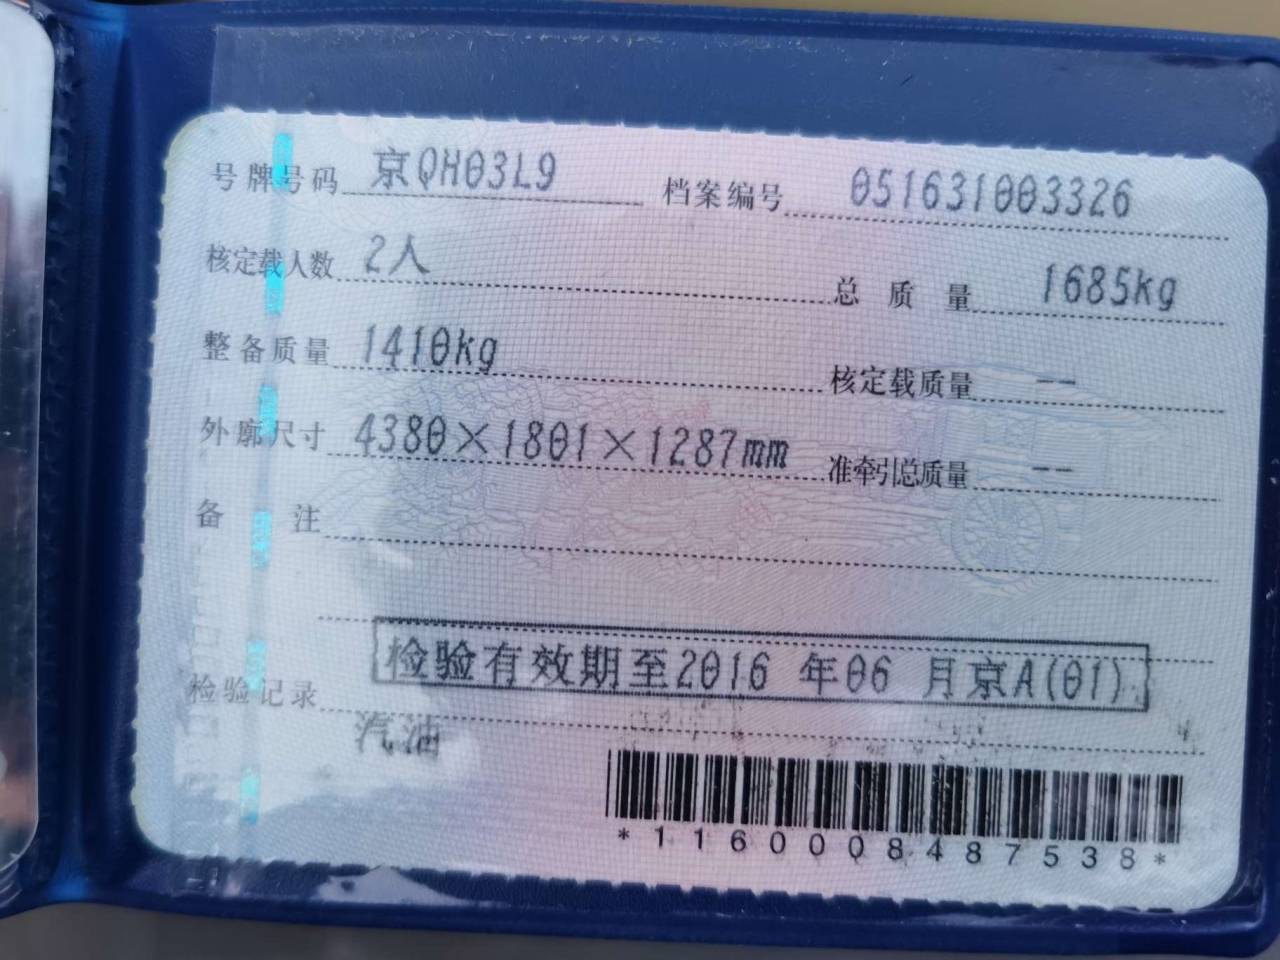 号牌号码 京QH03L9 档案编号 051631003326
核定载人数 2人 总质量 1685kg
整备质量 1410kg 核定载质量 --
外廓尺寸 4380×1801×1287mm 准牵引总质量 --
备注
检验有效期至2016 年06 月京A(01)
检验记录
汽油
*1160008487538*